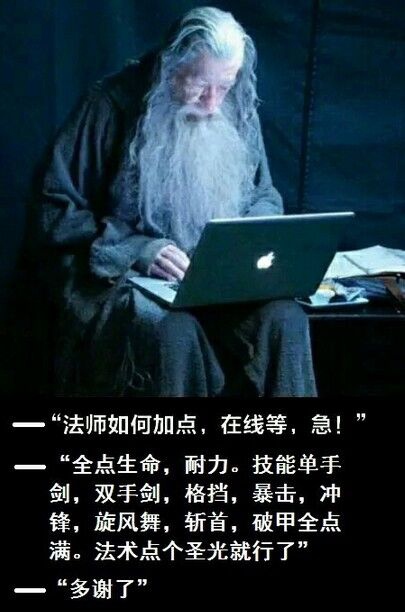 —“法师如何加点，在线等，急！”
—“全点生命，耐力。技能单手
剑，双手剑，格挡，暴击，冲
锋，旋风舞，斩首，破甲全点
满。法术点个圣光就行了”
—“多谢了”